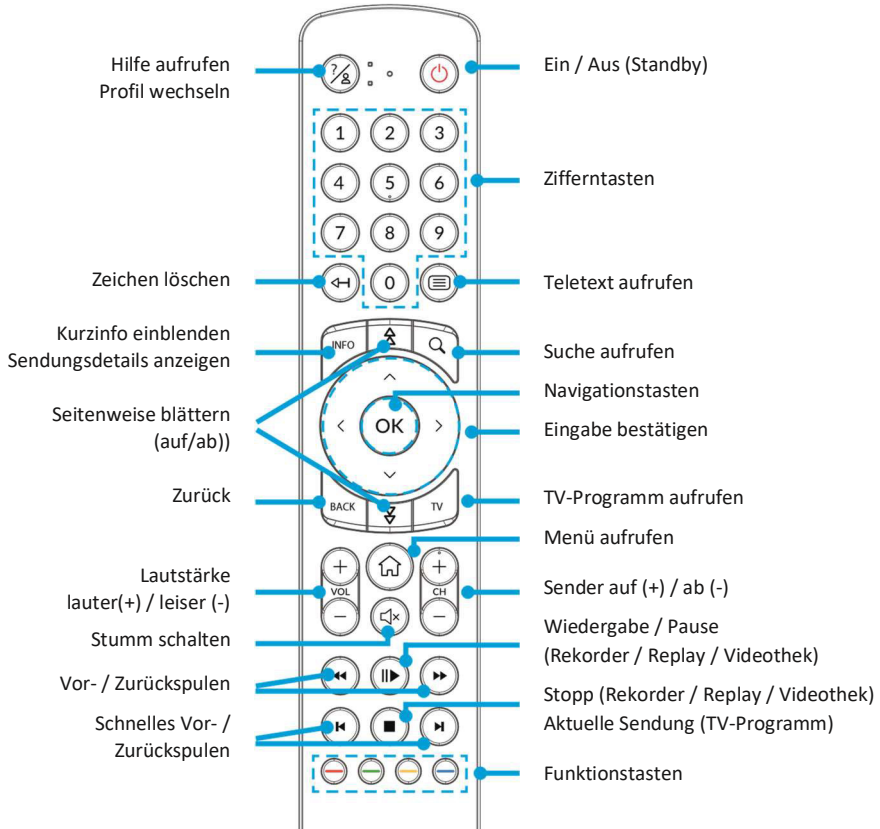 Hilfe aufrufen
Profil wechseln
Ein / Aus (Standby)
?
1
2
3
4
5
6
Zifferntasten
7
8
9
Zeichen löschen
0
Teletext aufrufen
Kurzinfo einblenden
Sendungsdetails anzeigen
INFO
Suche aufrufen
Navigationstasten
Seitenweise blättern
(auf/ab))
OK
Eingabe bestätigen
Zurück
BACK
TV
TV-Programm aufrufen
Menü aufrufen
Lautstärke
lauter(+) / leiser (-)
+
VOL
−
+
CH
−
Sender auf (+) / ab (-)
Stumm schalten
Wiedergabe / Pause
(Rekorder / Replay / Videothek)
Vor- / Zurückspulen
Stopp (Rekorder / Replay / Videothek)
Aktuelle Sendung (TV-Programm)
Schnelles Vor- /
Zurückspulen
Funktionstasten